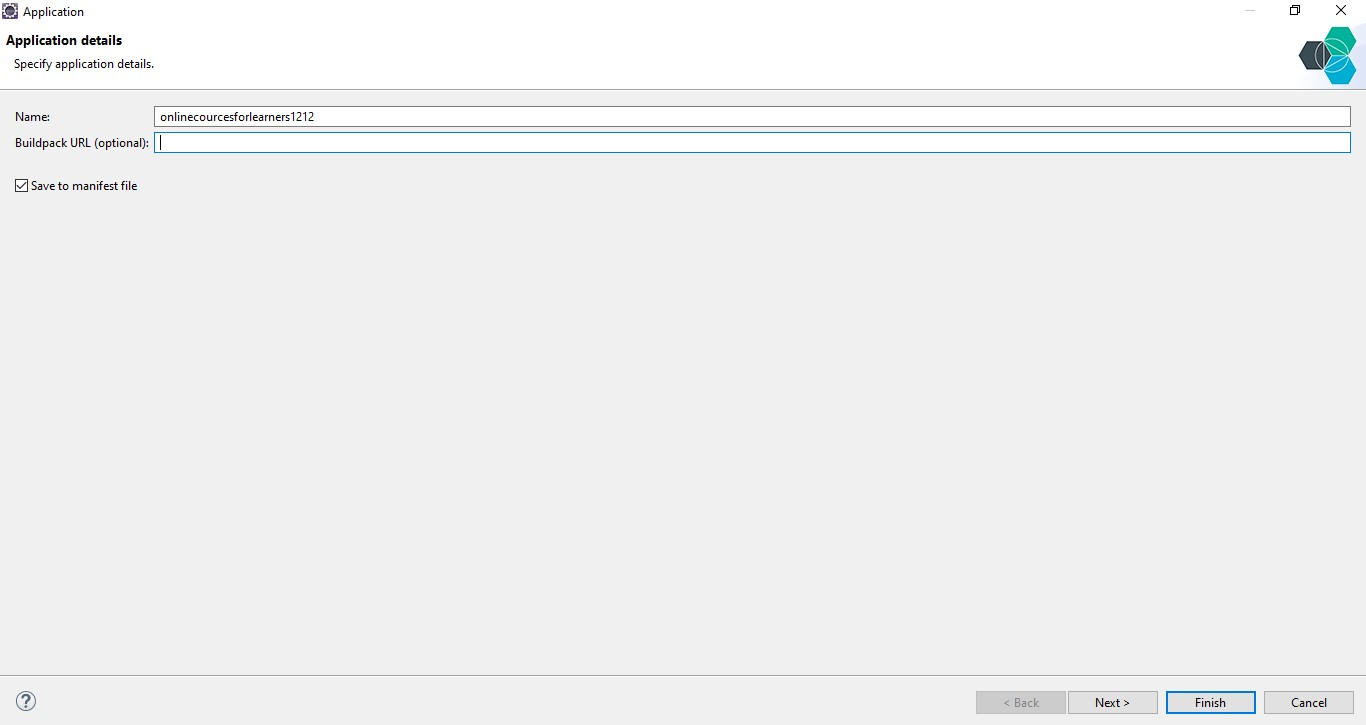 Application
Application details
Specify application details.
Name: onlinecourcesforlearners1212
Buildpack URL (optional):
Save to manifest file
? < Back Next > Finish Cancel